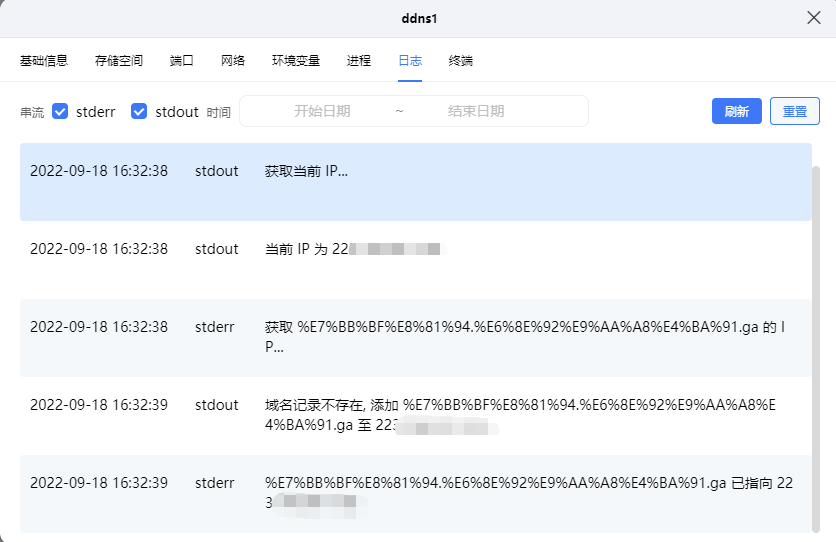 ddns1
基础信息 存储空间 端口 网络 环境变量 进程 日志 终端
串流 stderr stdout 时间 开始日期 ~ 结束日期 刷新 重置
2022-09-18 16:32:38 stdout 获取当前 IP...
2022-09-18 16:32:38 stdout 当前 IP 为 22
2022-09-18 16:32:38 stderr 获取 %E7%BB%BF%E8%81%94.%E6%8E%92%E9%AA%A8%E4%BA%91.ga 的 I
P...
2022-09-18 16:32:39 stdout 域名记录不存在, 添加 %E7%BB%BF%E8%81%94.%E6%8E%92%E9%AA%A8%E
4%BA%91.ga 至 223
2022-09-18 16:32:39 stderr %E7%BB%BF%E8%81%94.%E6%8E%92%E9%AA%A8%E4%BA%91.ga 已指向 22
3